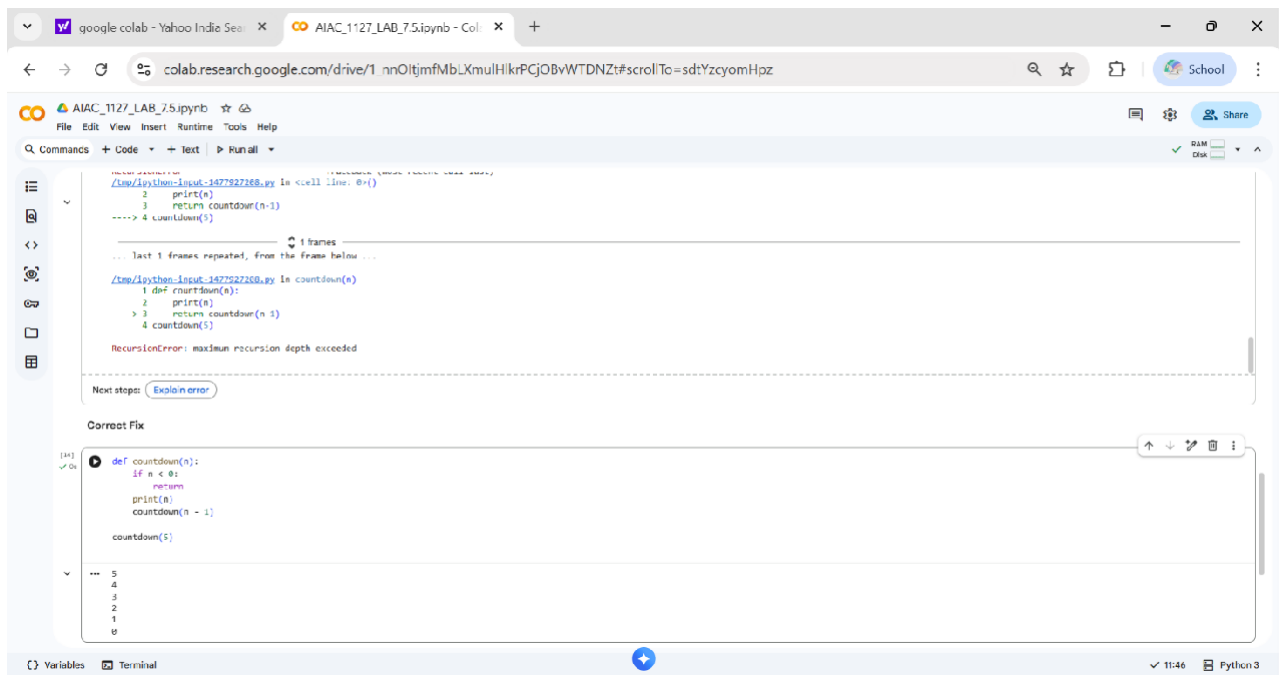 google colab - Yahoo India Sear
AIAC_1127_LAB_7.5.ipynb - Col
colab.research.google.com/drive/1_nnOItjmfMbLXmulHlkrPCjOBvWTDNZt#scrollTo=sdtYzcyomHpz
School
AIAC_1127_LAB_7.5.ipynb
File Edit View Insert Runtime Tools Help
Share
Commands + Code + Text Run all
RAM
Disk
/tmp/ipython-input-1477927208.py in <cell line: 0>()
2 print(n)
3 return countdown(n-1)
----> 4 countdown(5)
1 frames
... last 1 frames repeated, from the frame below ...
/tmp/ipython-input-1477927208.py in countdown(n)
1 def countdown(n):
2 print(n)
> 3 return countdown(n 1)
4 countdown(5)
RecursionError: maximum recursion depth exceeded
Next steps: Explain error
Correct Fix
0s
def countdown(n):
if n < 0:
return
print(n)
countdown(n - 1)
countdown(5)
5
4
3
2
1
0
Variables Terminal
11:46 Python 3